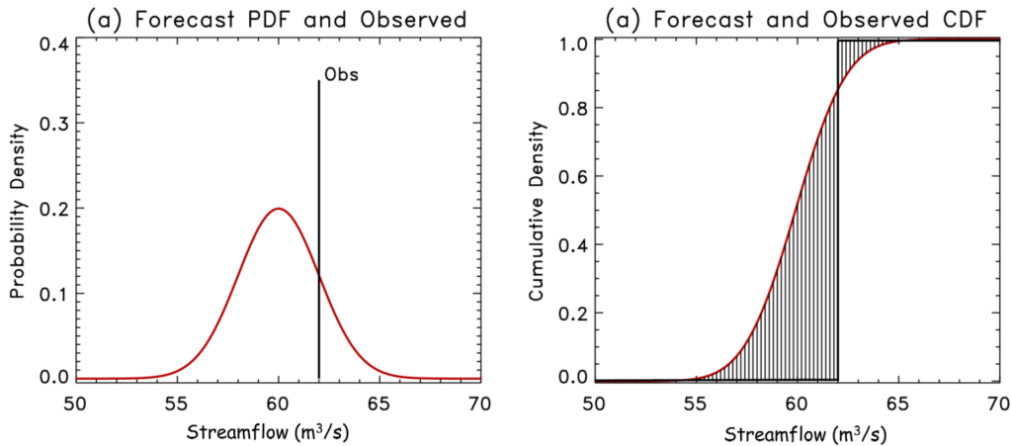 (a) Forecast PDF and Observed
0.4
0.3
0.2
0.1
0.0
Probability Density
Obs
50 55 60 65 70
Streamflow (m³/s)
(a) Forecast and Observed CDF
1.0
0.8
0.6
0.4
0.2
0.0
Cumulative Density
50 55 60 65 70
Streamflow (m³/s)